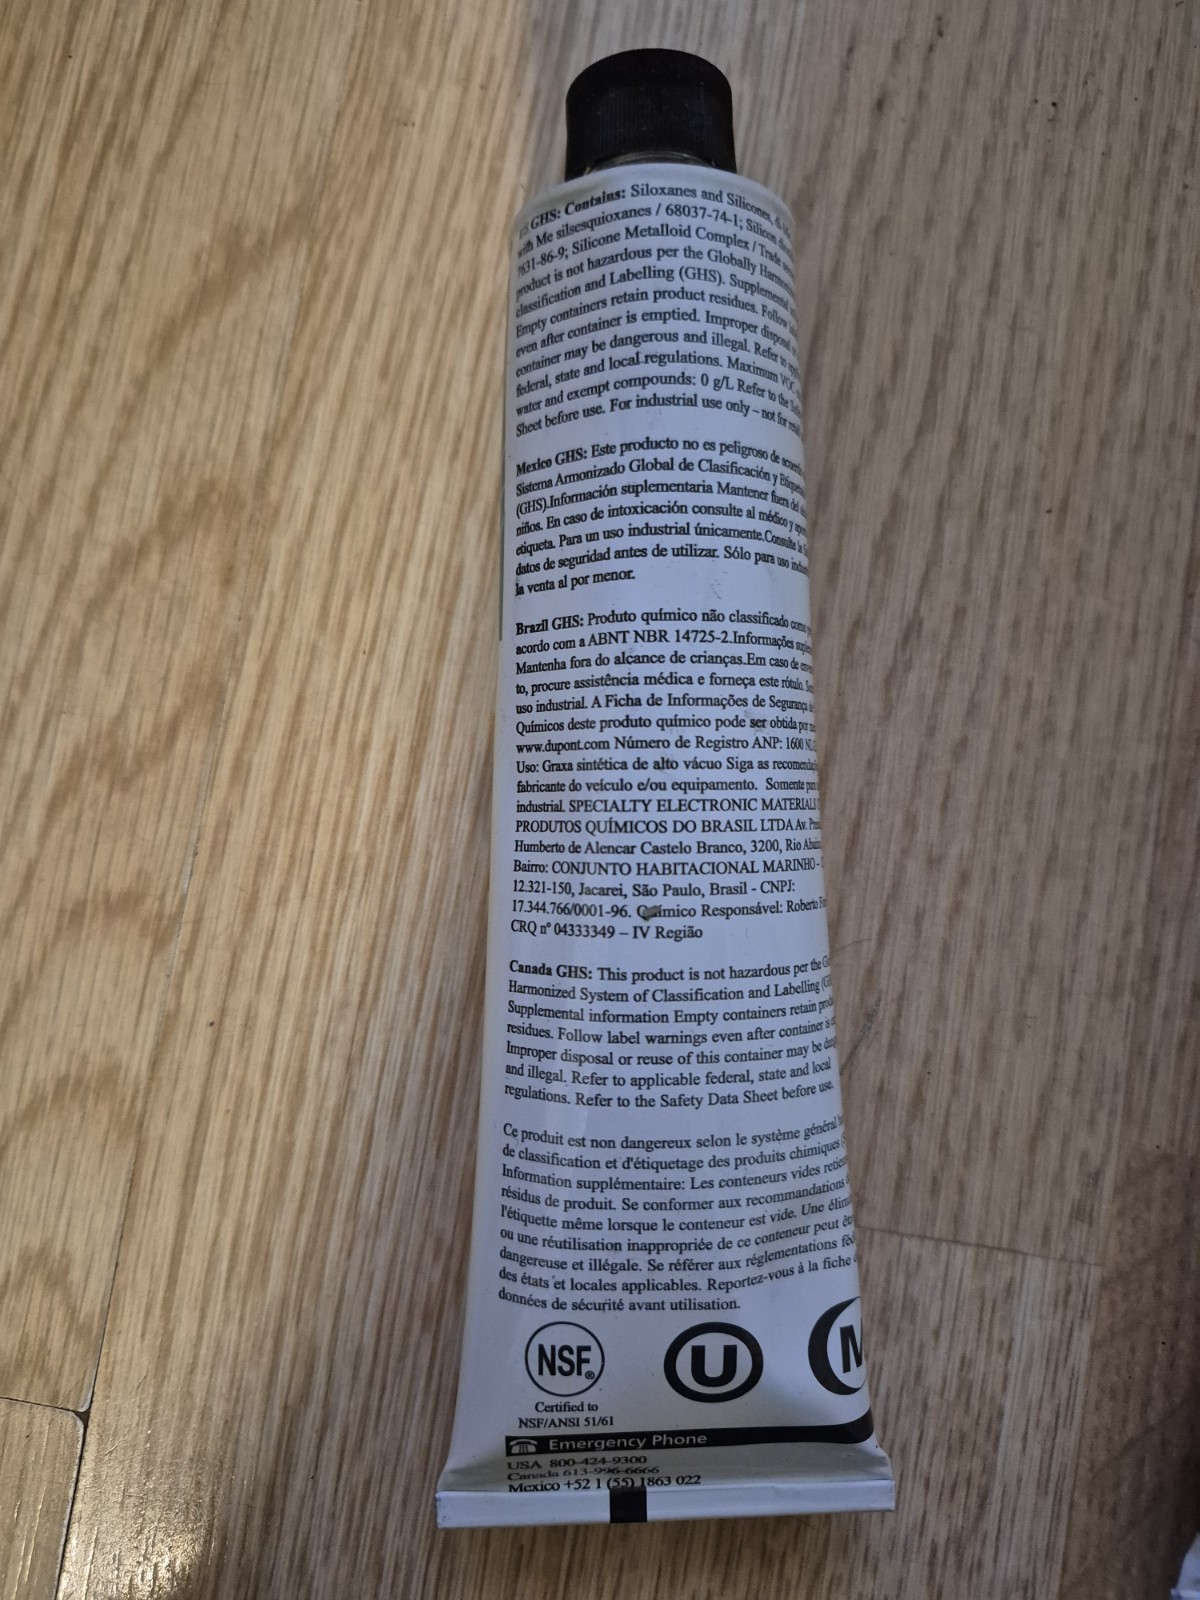 GHS: Contains: Siloxanes and Silicones,
with Me silsesquioxanes / 68037-74-1; Silicon
7631-86-9; Silicone Metalloid Complex / Trade
product is not hazardous per the Globally
classification and Labelling (GHS). Supplemental
Empty containers retain product residues. Follow
even after container is emptied. Improper disposal
container may be dangerous and illegal. Refer to
federal, state and local regulations. Maximum VOC
water and exempt compounds: 0 g/L Refer to the
Sheet before use. For industrial use only – not for
Mexico GHS: Este producto no es peligroso de
Sistema Armonizado Global de Clasificación y
(GHS).Información suplementaria Mantener fuera del
niños. En caso de intoxicación consulte al médico y
etiqueta. Para un uso industrial únicamente.Consulte la
datos de seguridad antes de utilizar. Sólo para uso
la venta al por menor.
Brazil GHS: Produto químico não classificado como
acordo com a ABNT NBR 14725-2.Informações
Mantenha fora do alcance de crianças.Em caso de
to, procure assistência médica e forneça este rótulo.
uso industrial. A Ficha de Informações de Segurança
Químicos deste produto químico pode ser obtida por
www.dupont.com Número de Registro ANP: 1600
Uso: Graxa sintética de alto vácuo Siga as
fabricante do veículo e/ou equipamento. Somente
industrial. SPECIALTY ELECTRONIC MATERIALS
PRODUTOS QUÍMICOS DO BRASIL LTDA Av.
Humberto de Alencar Castelo Branco, 3200, Rio
Bairro: CONJUNTO HABITACIONAL MARINHO -
12.321-150, Jacarei, São Paulo, Brasil - CNPJ:
17.344.766/0001-96. Químico Responsável: Roberto
CRQ nº 04333349 – IV Região
Canada GHS: This product is not hazardous per the
Harmonized System of Classification and Labelling
Supplemental information Empty containers retain
residues. Follow label warnings even after container is
Improper disposal or reuse of this container may be
and illegal. Refer to applicable federal, state and local
regulations. Refer to the Safety Data Sheet before use.
Ce produit est non dangereux selon le système général
de classification et d'étiquetage des produits chimiques
Information supplémentaire: Les conteneurs vides
résidus de produit. Se conformer aux recommandations
l'étiquette même lorsque le conteneur est vide. Une
ou une réutilisation inappropriée de ce conteneur peut
dangereuse et illégale. Se référer aux réglementations
des états et locales applicables. Reportez-vous à la fiche
données de sécurité avant utilisation.
NSF®
U
M
Certified to
NSF/ANSI 51/61
Emergency Phone
USA 800-424-9300
Canada 613-996-6666
Mexico +52 1 (55) 1863 022